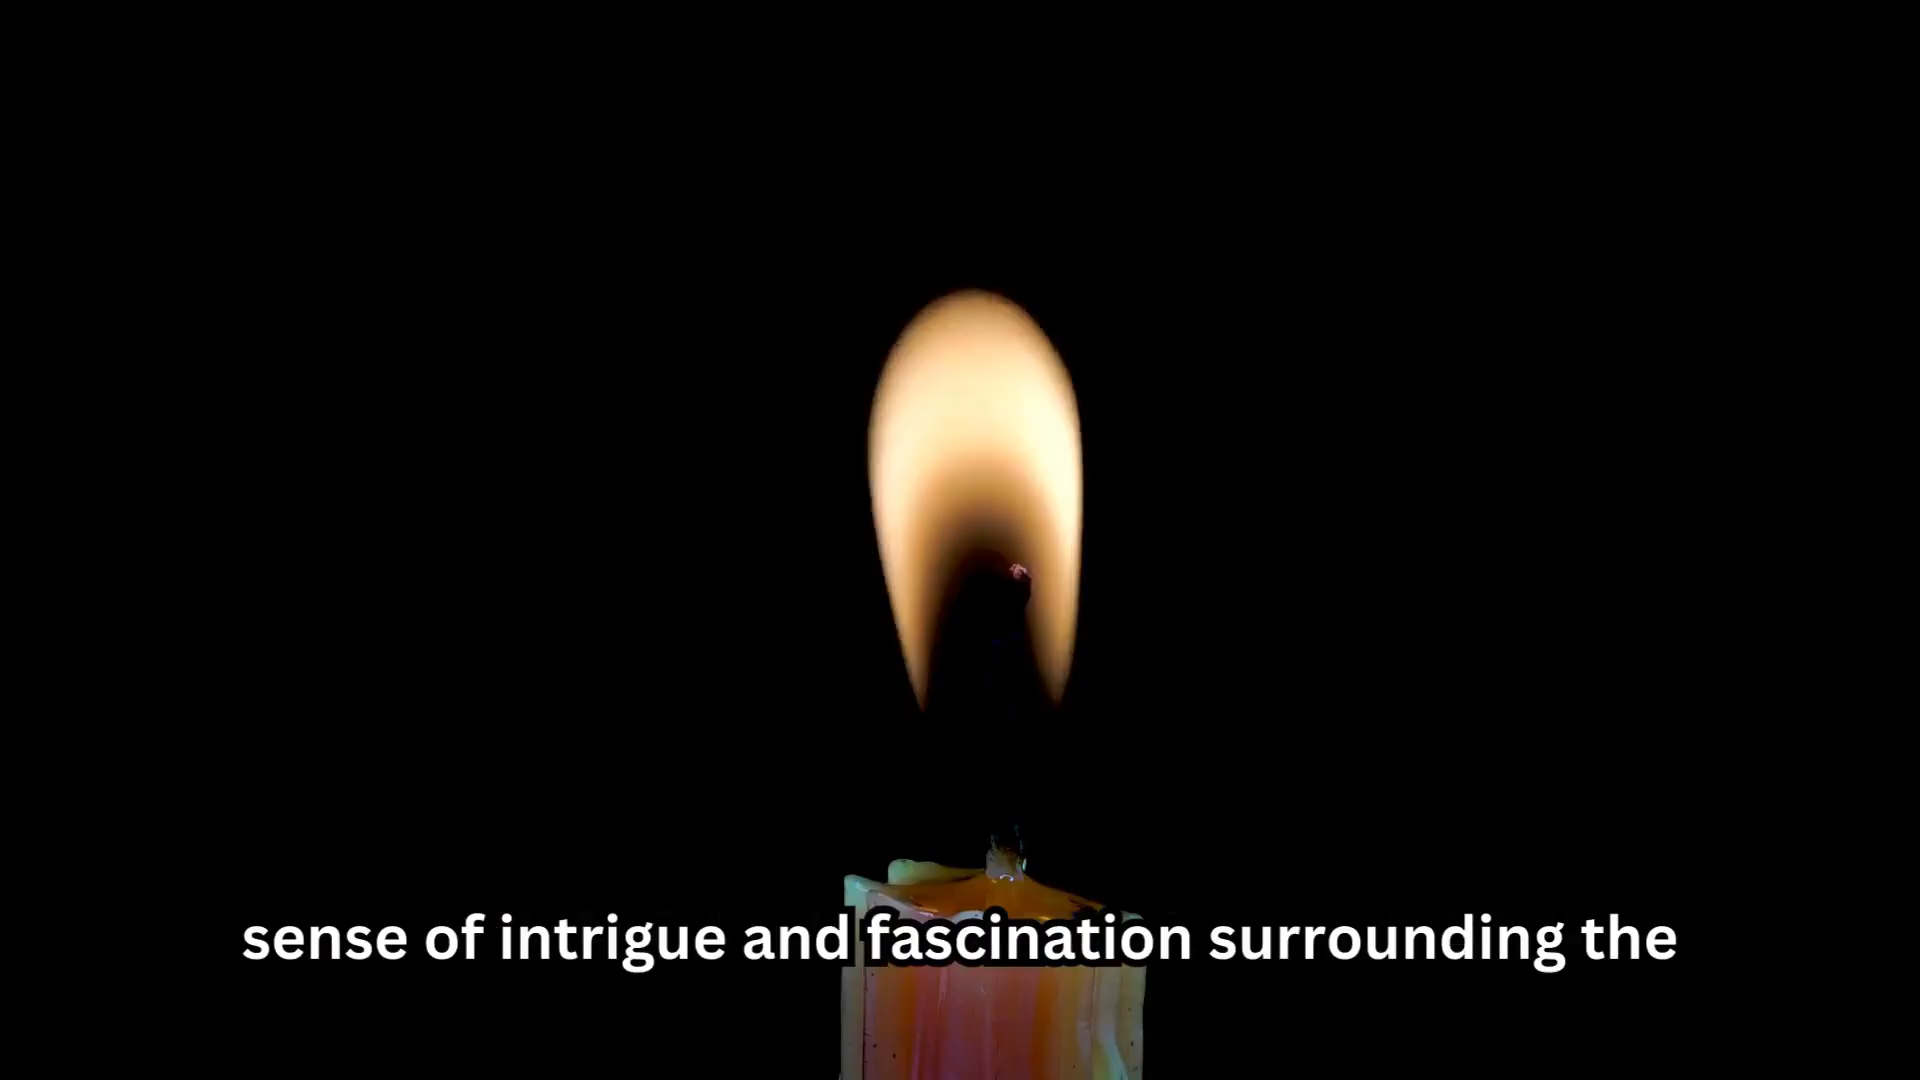 sense of intrigue and fascination surrounding the